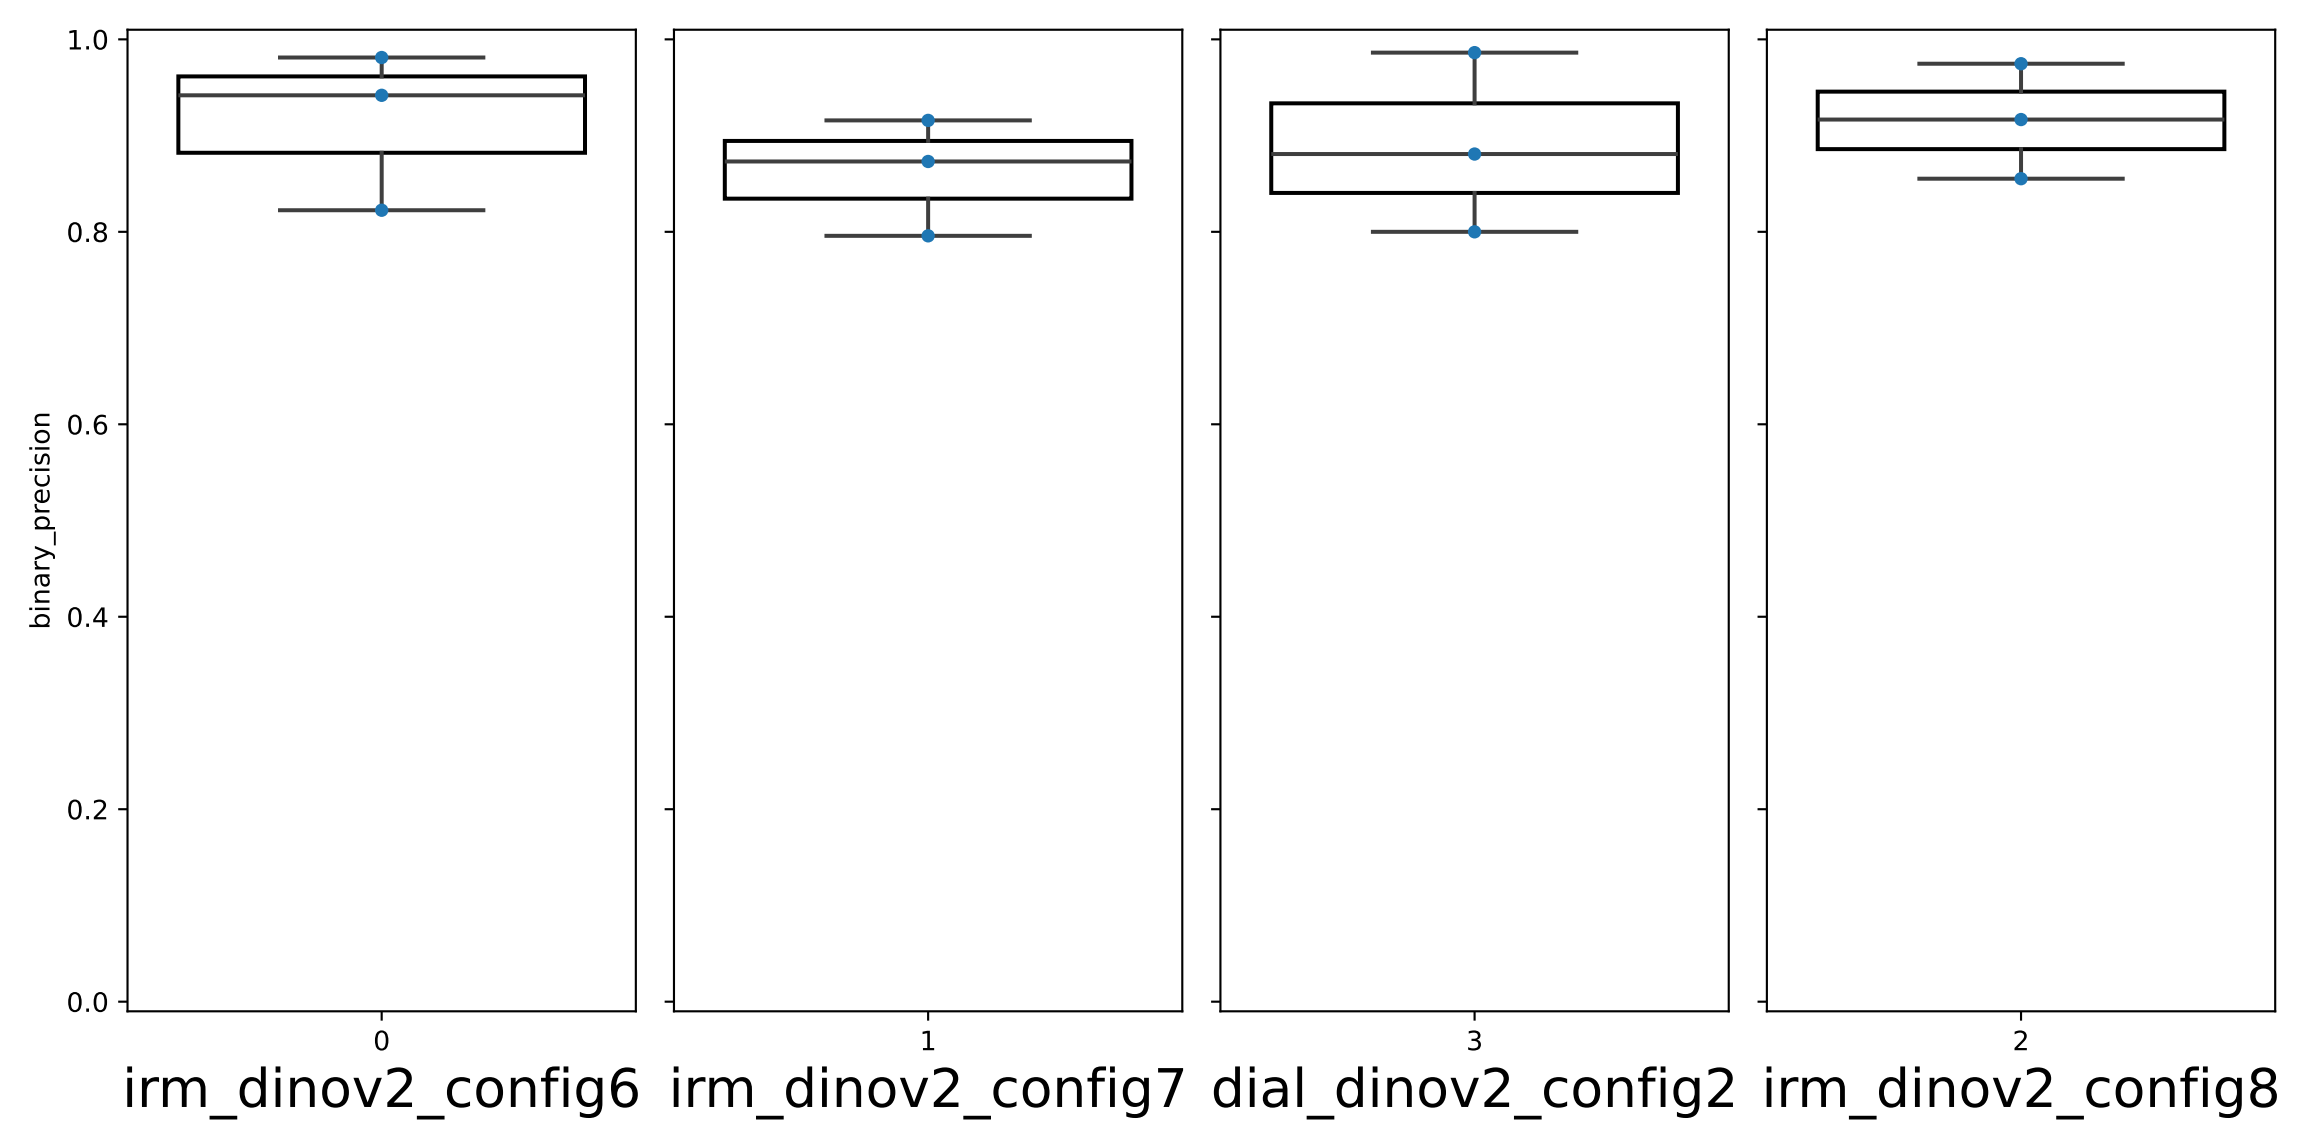 1.0
0.8
0.6
0.4
0.2
0.0
binary_precision
0
1
3
2
irm_dinov2_config6
irm_dinov2_config7
dial_dinov2_config2
irm_dinov2_config8